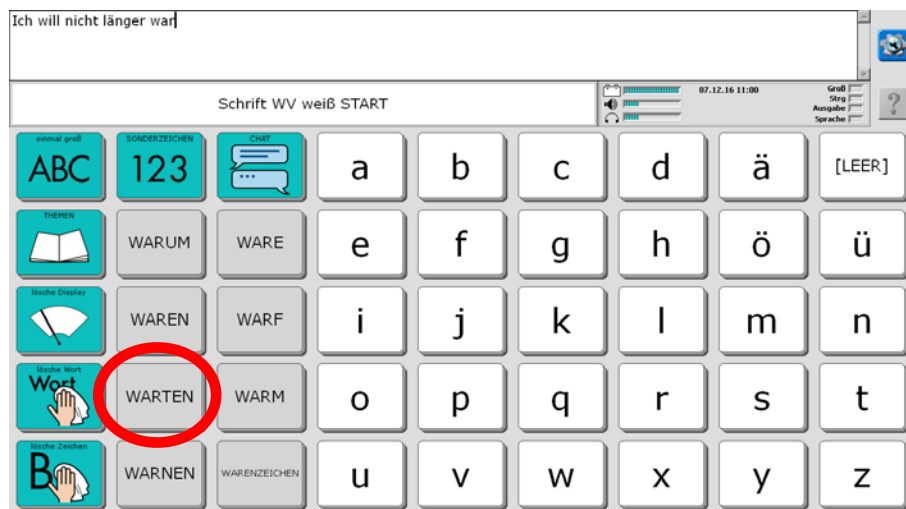 Ich will nicht länger war
Schrift WV weiß START
07.12.16 11:00
Groß
Strg
Ausgabe
Sprache
?
einmal groß
ABC
SONDERZEICHEN
123
CHAT
a b c d ä [LEER]
THEMEN
WARUM WARE e f g h ö ü
lösche Display
WAREN WARF i j k l m n
lösche Wort
Wort
WARTEN WARM o p q r s t
lösche Zeichen
B
WARNEN WARENZEICHEN u v w x y z